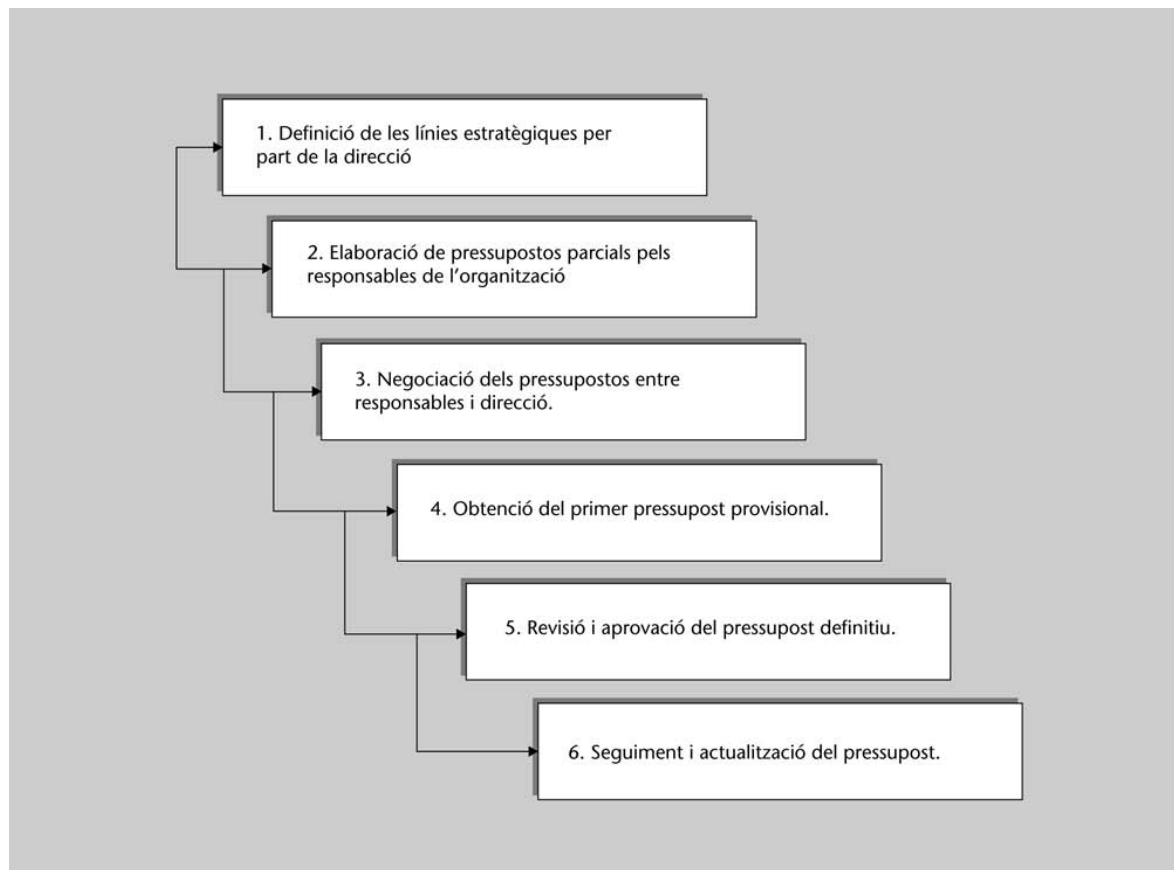 1. Definició de les línies estratègiques per
part de la direcció
2. Elaboració de pressupostos parcials pels
responsables de l’organització
3. Negociació dels pressupostos entre
responsables i direcció.
4. Obtenció del primer pressupost provisional.
5. Revisió i aprovació del pressupost definitiu.
6. Seguiment i actualització del pressupost.